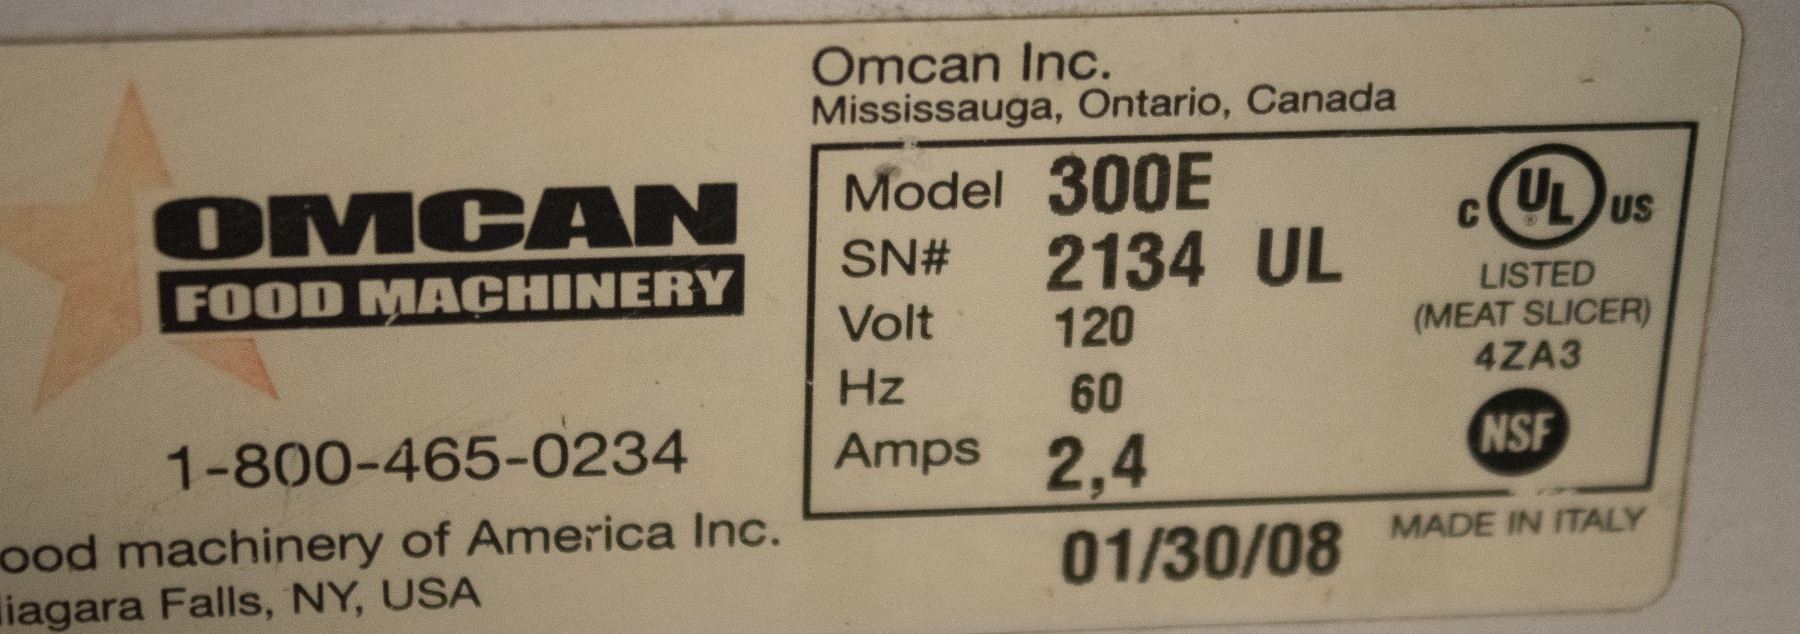 OMCAN
FOOD MACHINERY
1-800-465-0234
ood machinery of America Inc.
iagara Falls, NY, USA
Omcan Inc.
Mississauga, Ontario, Canada
Model 300E
SN# 2134 UL
Volt 120
Hz 60
Amps 2,4
C UL ® US
LISTED
(MEAT SLICER)
4ZA3
NSF
01/30/08
MADE IN ITALY